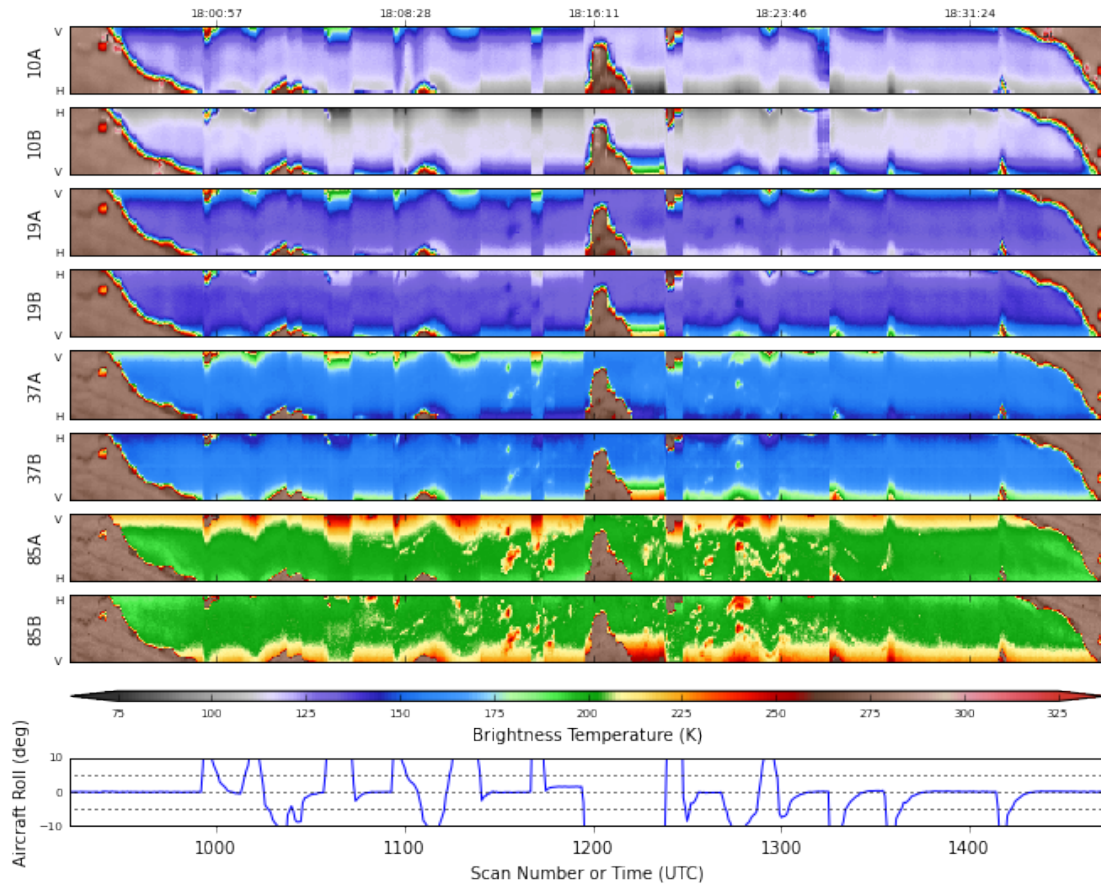 18:00:57 18:08:28 18:16:11 18:23:46 18:31:24
V
10A
H
H
10B
V
V
19A
H
H
19B
V
V
37A
H
H
37B
V
V
85A
H
H
85B
V
75 100 125 150 175 200 225 250 275 300 325
Brightness Temperature (K)
Aircraft Roll (deg)
10
0
−10
1000 1100 1200 1300 1400
Scan Number or Time (UTC)